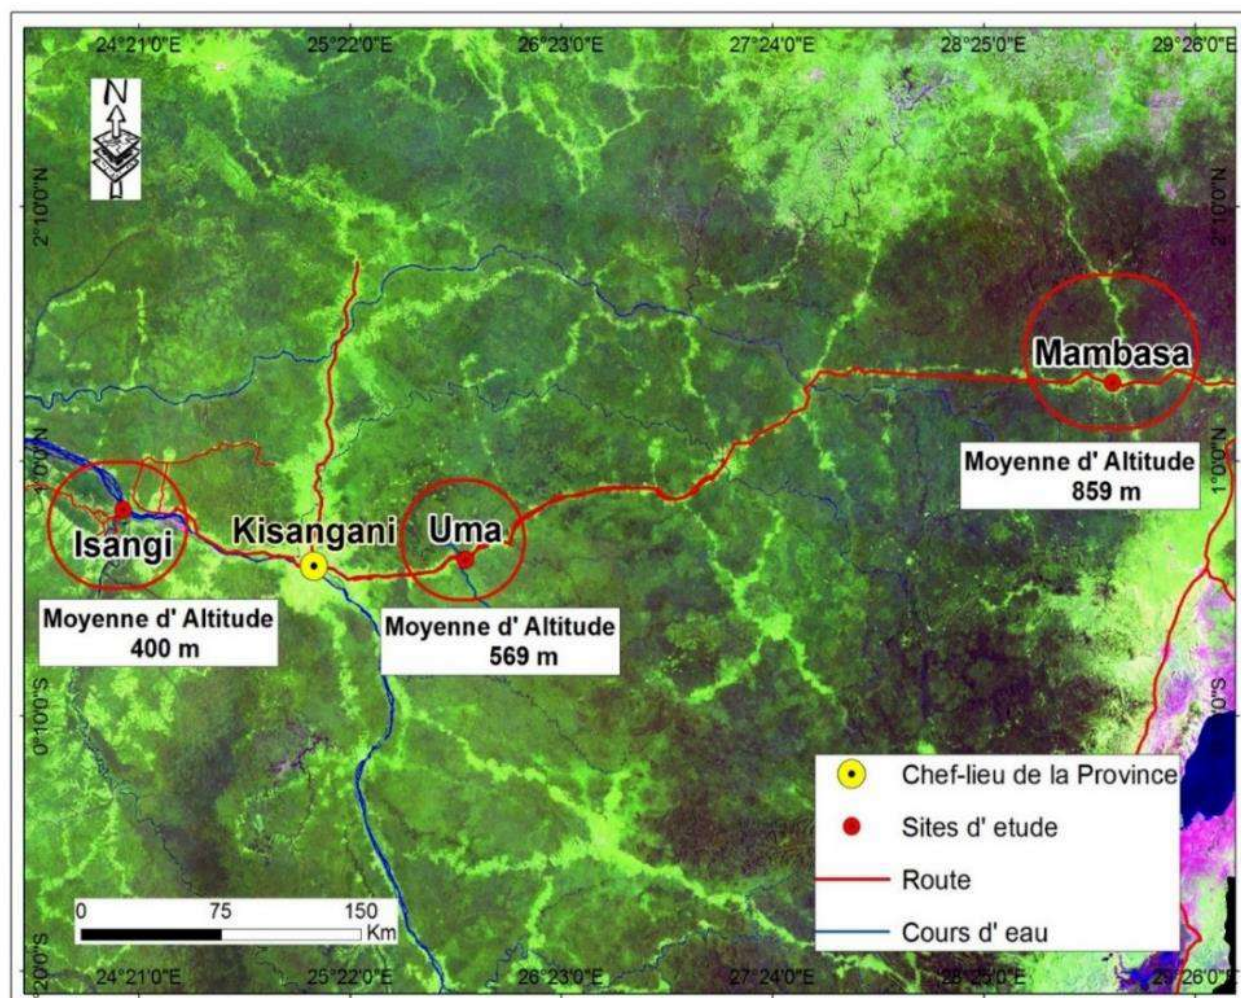 24°21'0"E 25°22'0"E 26°23'0"E 27°24'0"E 28°25'0"E 29°26'0"E
N
2°10'0"N
2°10'0"N
Mambasa
Moyenne d' Altitude
859 m
1°0'0"N
1°0'0"N
Isangi
Kisangani
Uma
Moyenne d' Altitude
400 m
Moyenne d' Altitude
569 m
0°10'0"S
Chef-lieu de la Province
Sites d' etude
Route
Cours d' eau
0 75 150
Km
24°21'0"E 25°22'0"E 26°23'0"E 27°24'0"E 28°25'0"E 29°26'0"E